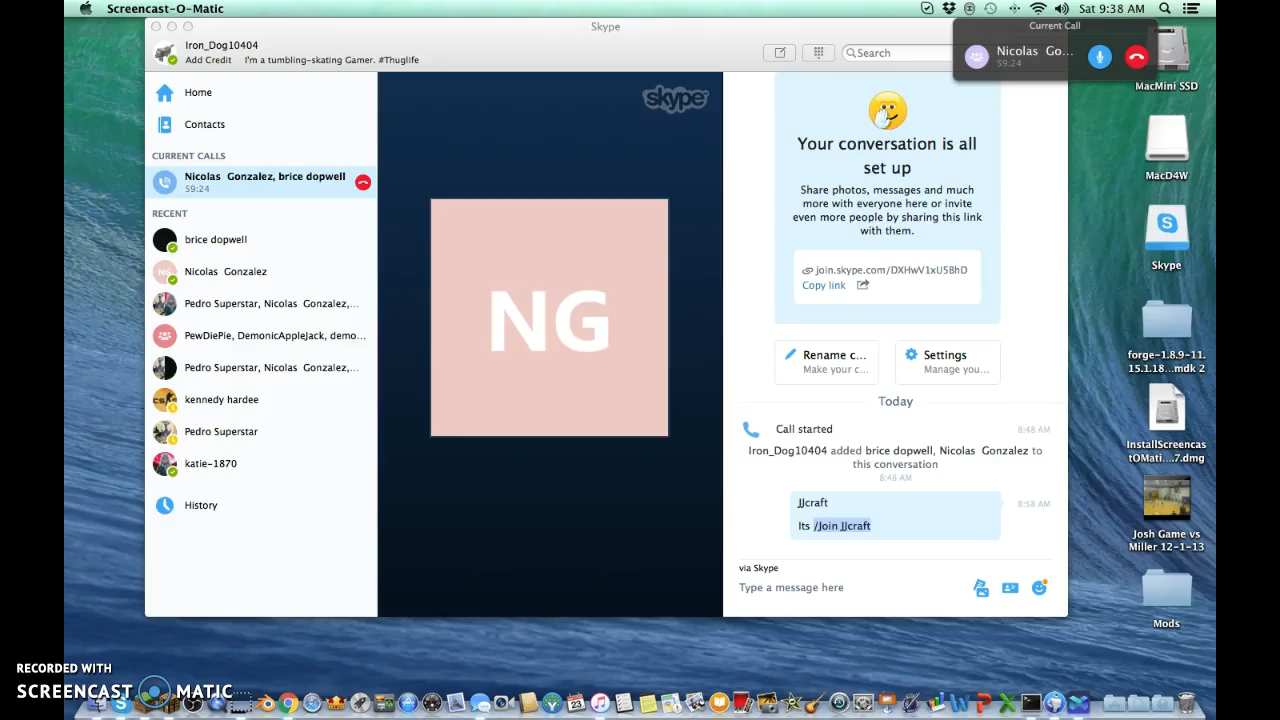 Screencast-O-Matic
Sat 9:38 AM
Skype
Current Call
Nicolas Go...
59:24
Iron_Dog10404
Add Credit I'm a tumbling-skating Gamer. #Thuglife
Search
Home
Contacts
CURRENT CALLS
Nicolas Gonzalez, brice dopwell
59:24
RECENT
brice dopwell
NG
Nicolas Gonzalez
Pedro Superstar, Nicolas Gonzalez,...
PewDiePie, DemonicAppleJack, demo...
Pedro Superstar, Nicolas Gonzalez,...
kennedy hardee
Pedro Superstar
katie-1870
History
skype
NG
Your conversation is all
set up
Share photos, messages and much
more with everyone here or invite
even more people by sharing this link
with them.
join.skype.com/DXHwV1xU5BhD
Copy link
Rename c...
Make your c...
Settings
Manage you...
Today
Call started
8:48 AM
Iron_Dog10404 added brice dopwell, Nicolas Gonzalez to
this conversation
8:48 AM
JJcraft
8:58 AM
Its /Join JJcraft
via Skype
Type a message here
MacMini SSD
MacD4W
Skype
forge-1.8.9-11.
15.1.18...mdk 2
InstallScreencas
tOMati....7.dmg
Josh Game vs
Miller 12-1-13
Mods
RECORDED WITH
SCREENCAST MATIC